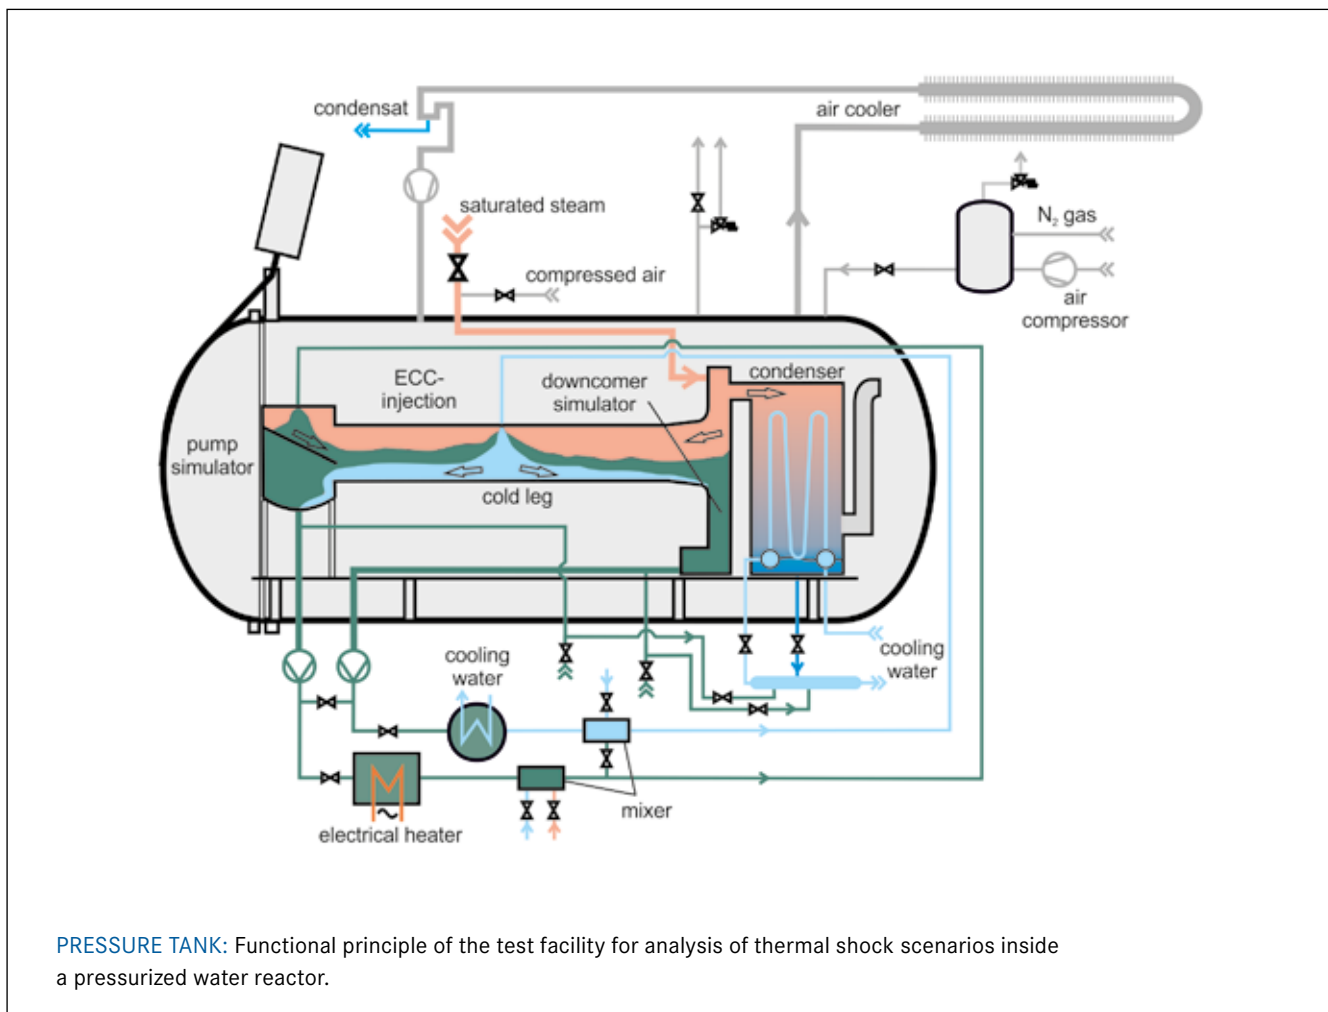 condensat
air cooler
saturated steam
N₂ gas
compressed air
air
compressor
ECC-
injection
downcomer
simulator
condenser
pump
simulator
cold leg
cooling
water
cooling
water
mixer
electrical heater
PRESSURE TANK: Functional principle of the test facility for analysis of thermal shock scenarios inside
a pressurized water reactor.